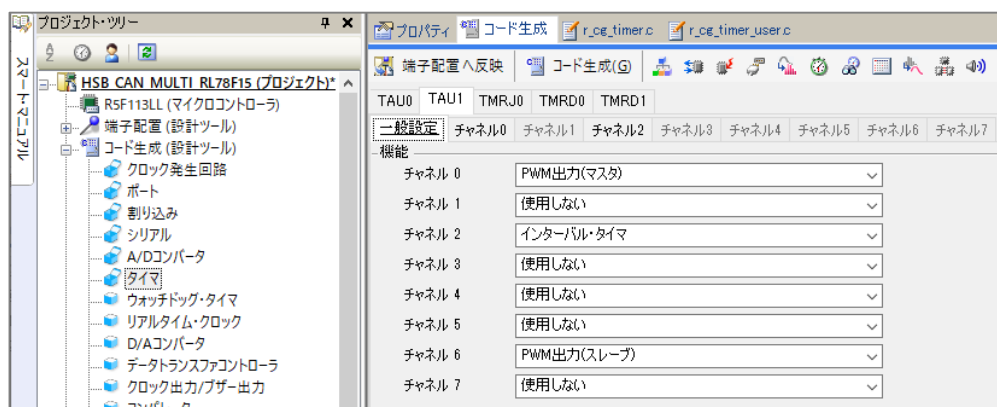 プロジェクト・ツリー
スマート・マニュアル
HSB CAN MULTI RL78F15 (プロジェクト)*
R5F113LL (マイクロコントローラ)
端子配置 (設計ツール)
コード生成 (設計ツール)
クロック発生回路
ポート
割り込み
シリアル
A/Dコンバータ
タイマ
ウォッチドッグ・タイマ
リアルタイム・クロック
D/Aコンバータ
データトランスファコントローラ
クロック出力/ブザー出力
プロパティ コード生成 r_cg_timer.c r_cg_timer_user.c
端子配置へ反映 コード生成(G)
TAU0 TAU1 TMRJ0 TMRD0 TMRD1
一般設定 チャネル0 チャネル1 チャネル2 チャネル3 チャネル4 チャネル5 チャネル6 チャネル7
機能
チャネル 0 PWM出力(マスタ)
チャネル 1 使用しない
チャネル 2 インターバル・タイマ
チャネル 3 使用しない
チャネル 4 使用しない
チャネル 5 使用しない
チャネル 6 PWM出力(スレーブ)
チャネル 7 使用しない